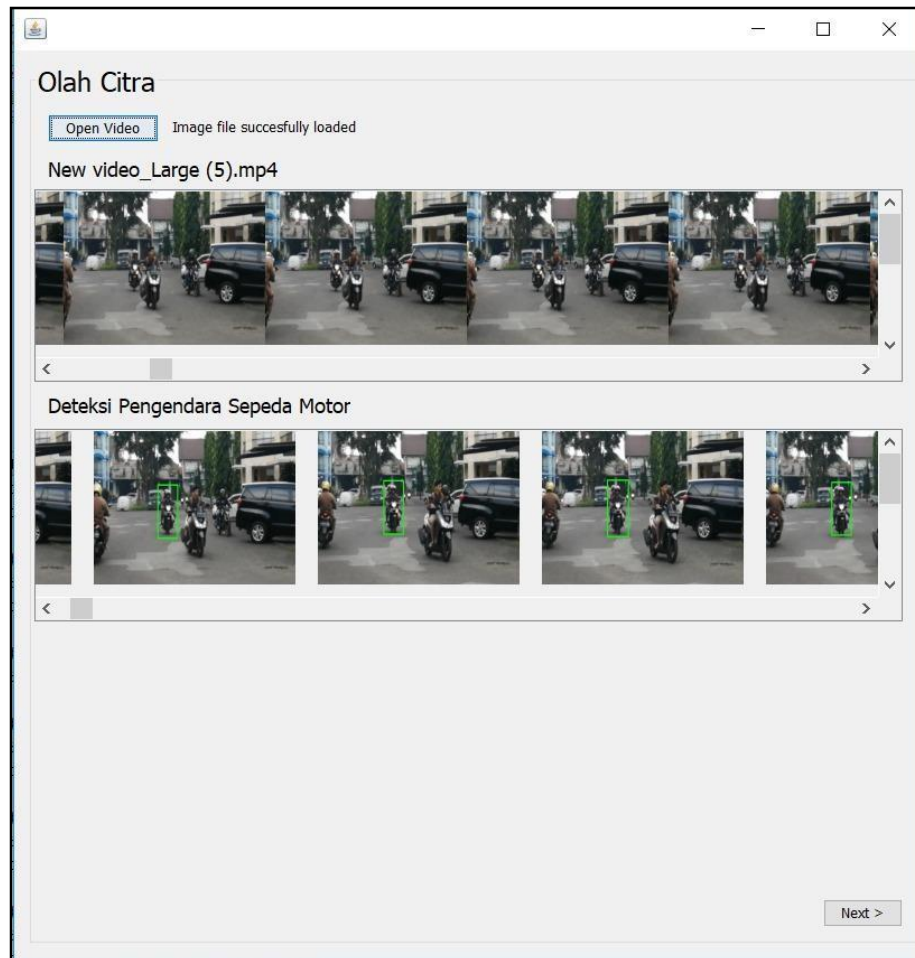 Olah Citra
Open Video Image file succesfully loaded
New video_Large (5).mp4
Deteksi Pengendara Sepeda Motor
Next >